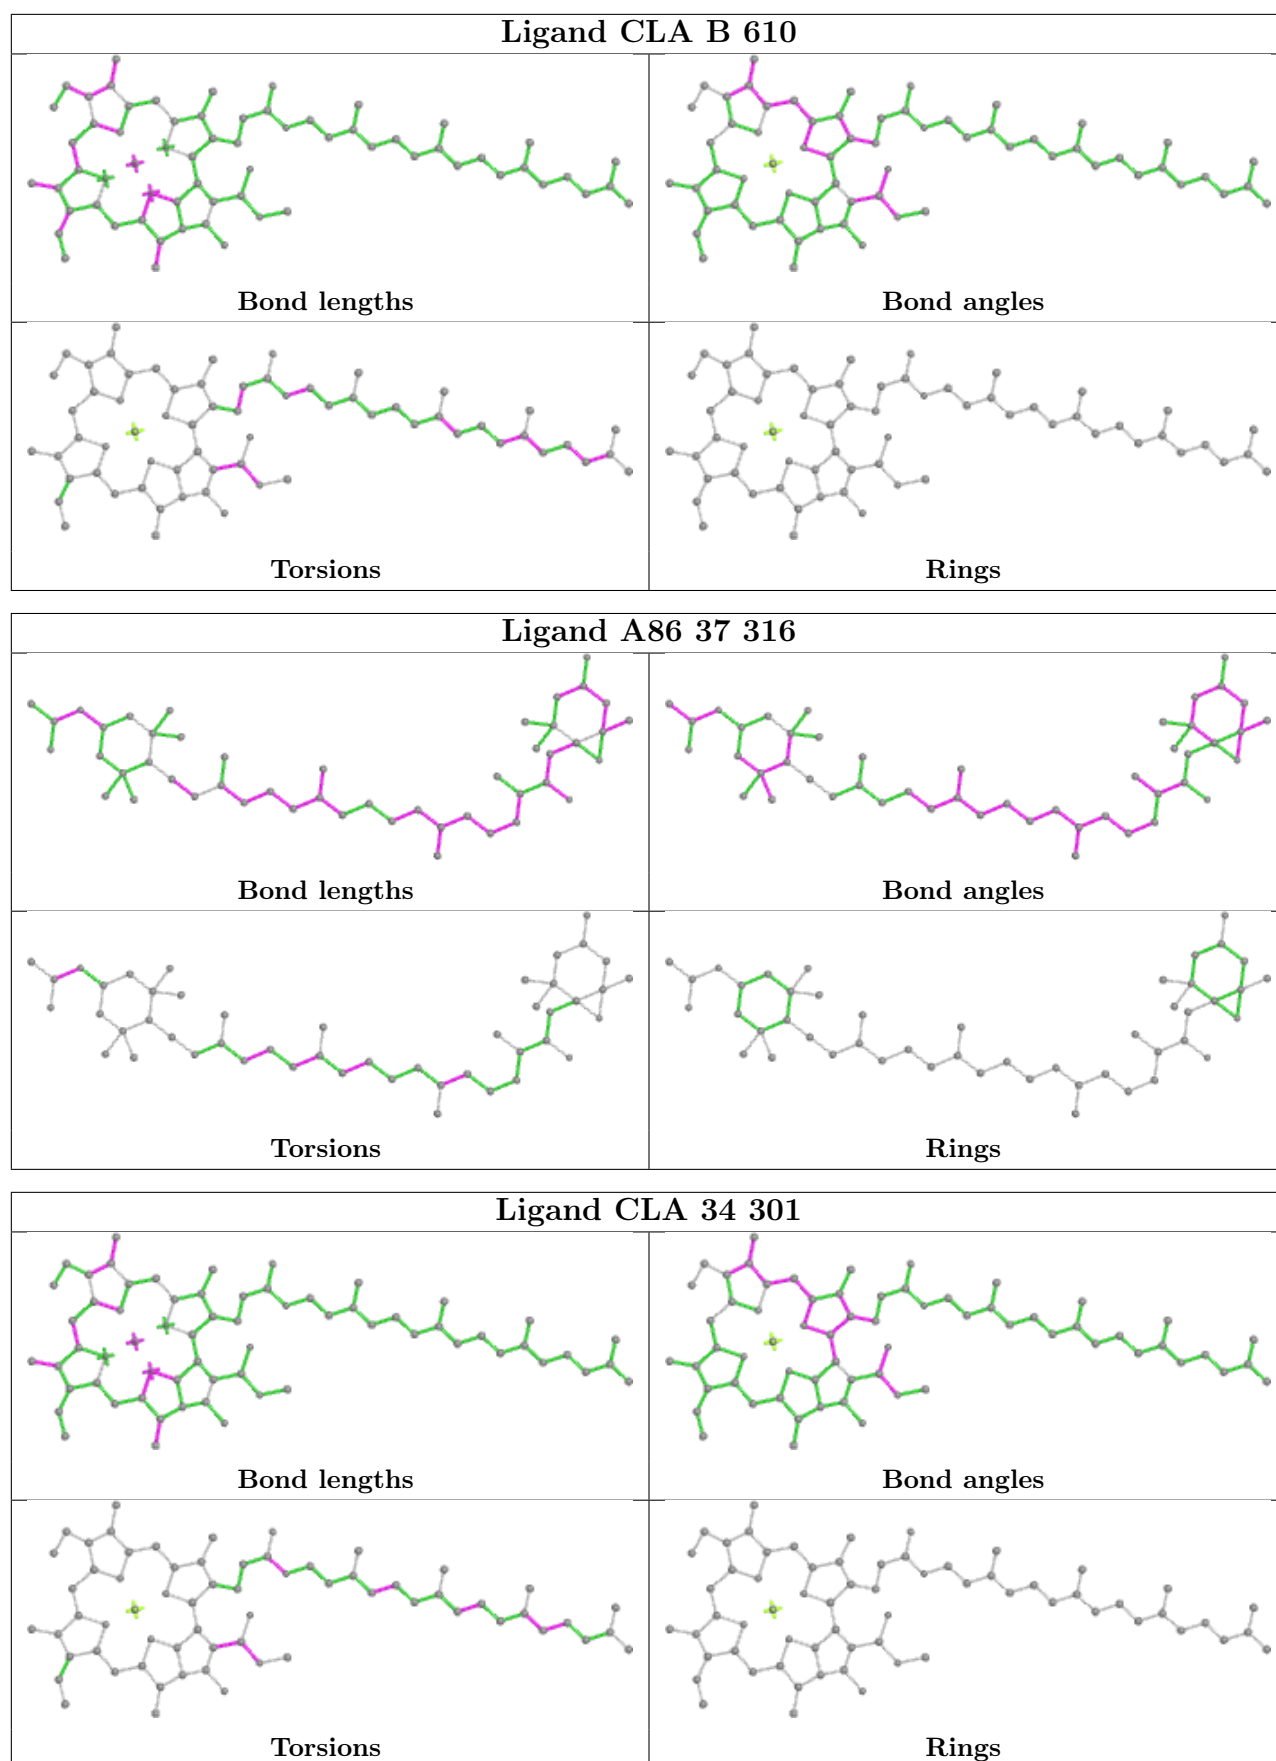 Ligand CLA B 610
Bond lengths
Bond angles
Torsions
Rings
Ligand A86 37 316
Bond lengths
Bond angles
Torsions
Rings
Ligand CLA 34 301
Bond lengths
Bond angles
Torsions
Rings